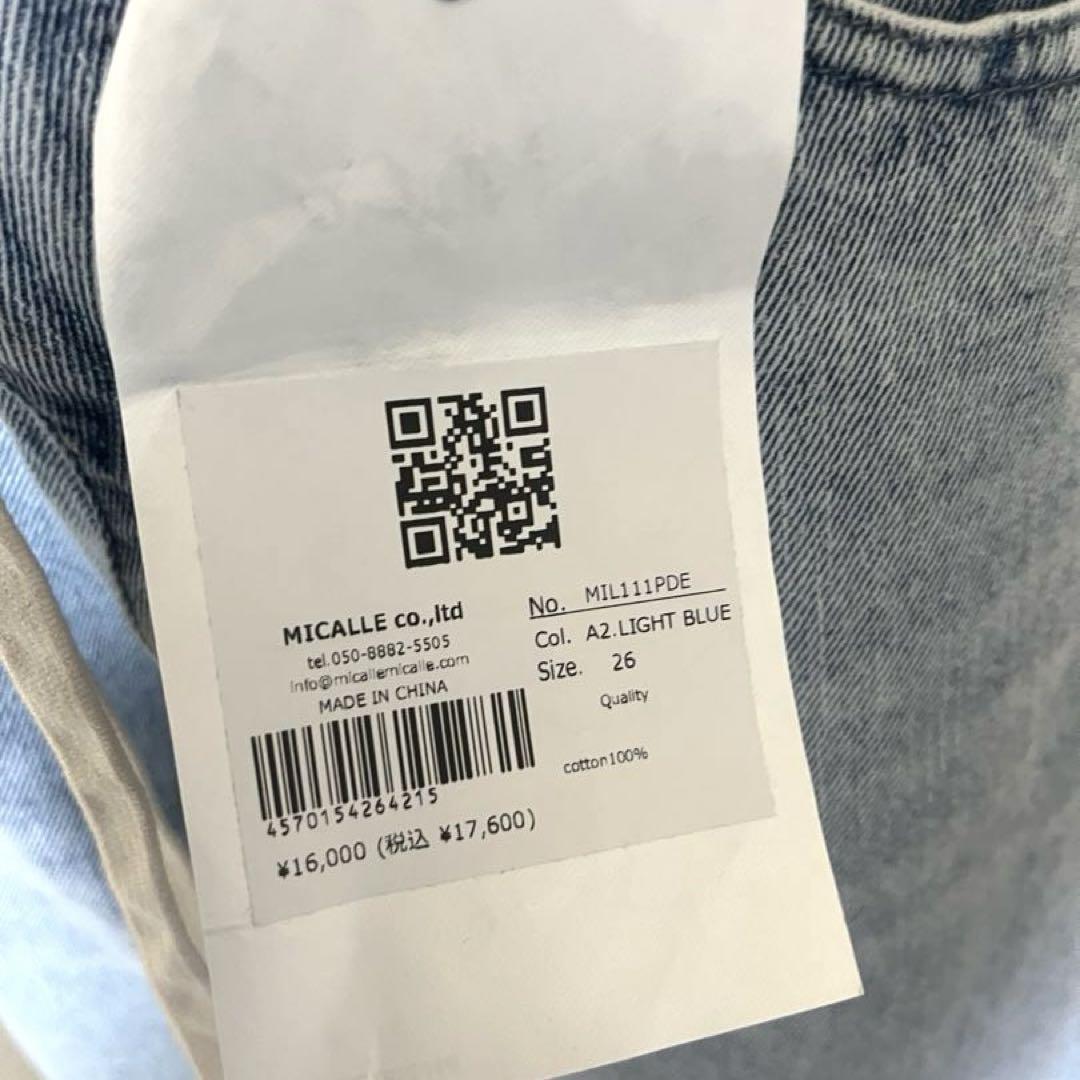 MICALLE co.,ltd
tel.050-8882-5505
info@micallemicalle.com
MADE IN CHINA
No. MIL111PDE
Col. A2.LIGHT BLUE
Size. 26
Quality
cotton100%
4570154264215
¥16,000 (税込 ¥17,600)